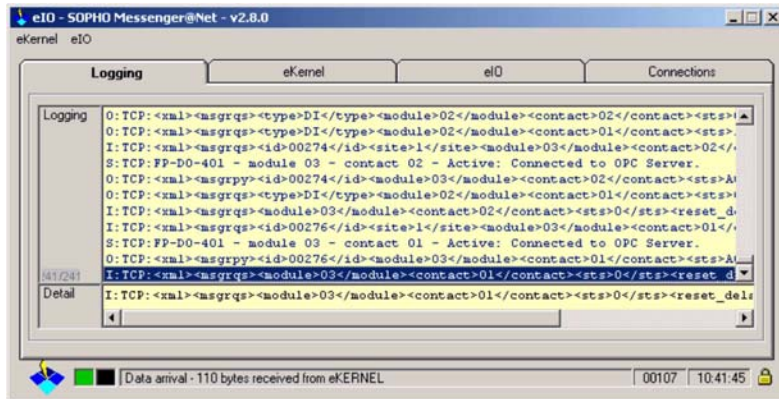 eIO - SOPHO Messenger@Net - v2.8.0
eKernel eIO
Logging eKernel eIO Connections
Logging
O:TCP:<xml><msgrqs><type>DI</type><module>02</module><contact>02</contact><sts>
O:TCP:<xml><msgrqs><type>DI</type><module>02</module><contact>01</contact><sts>
I:TCP:<xml><msgrqs><id>00274</id><site>1</site><module>03</module><contact>02</
S:TCP:FP-DO-401 - module 03 - contact 02 - Active: Connected to OPC Server.
O:TCP:<xml><msgrpy><id>00274</id><module>03</module><contact>02</contact><sts>A
O:TCP:<xml><msgrqs><type>DI</type><module>02</module><contact>01</contact><sts>
I:TCP:<xml><msgrqs><module>03</module><contact>02</contact><sts>0</sts><reset_d
I:TCP:<xml><msgrqs><id>00276</id><site>1</site><module>03</module><contact>01</
S:TCP:FP-DO-401 - module 03 - contact 01 - Active: Connected to OPC Server.
O:TCP:<xml><msgrpy><id>00276</id><module>03</module><contact>01</contact><sts>A
241/241
I:TCP:<xml><msgrqs><module>03</module><contact>01</contact><sts>0</sts><reset_d
Detail
I:TCP:<xml><msgrqs><module>03</module><contact>01</contact><sts>0</sts><reset_dela
Data arrival - 110 bytes received from eKERNEL
00107 10:41:45